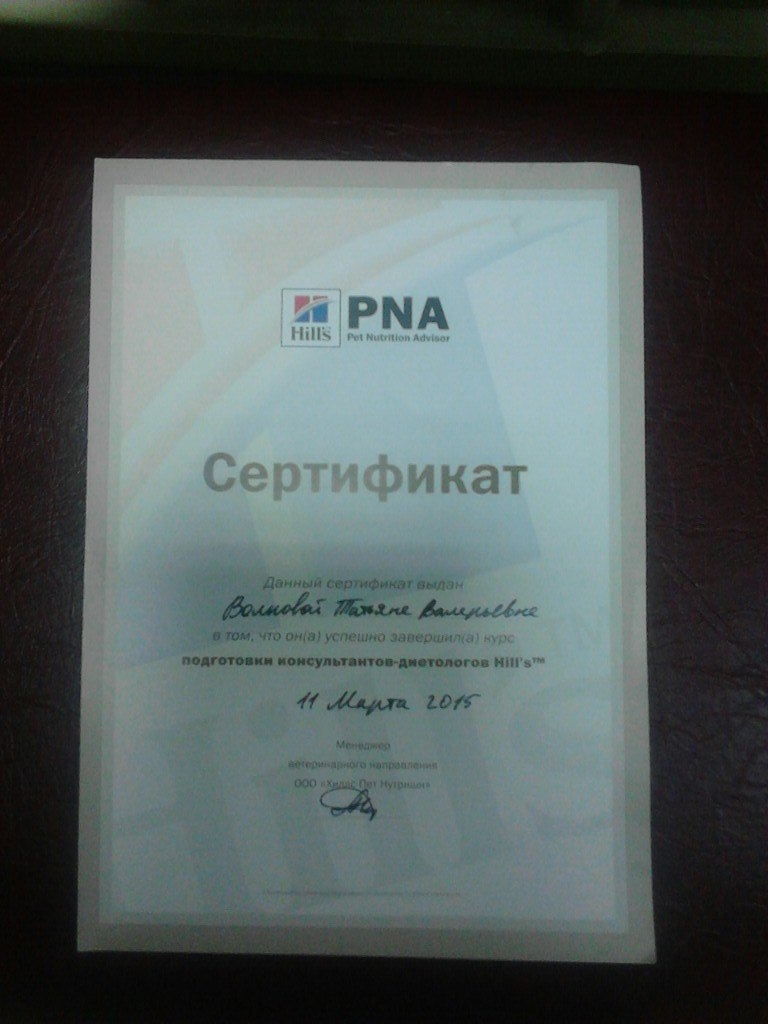 Hill's
PNA
Pet Nutrition Advisor
Сертификат
Данный сертификат выдан
Волковой Татьяне Валерьевне
в том, что он(а) успешно завершил(а) курс
подготовки консультантов-диетологов Hill's™
11 Марта 2015
Менеджер
ветеринарного направления
ООО «Хиллс Пет Нутришн»